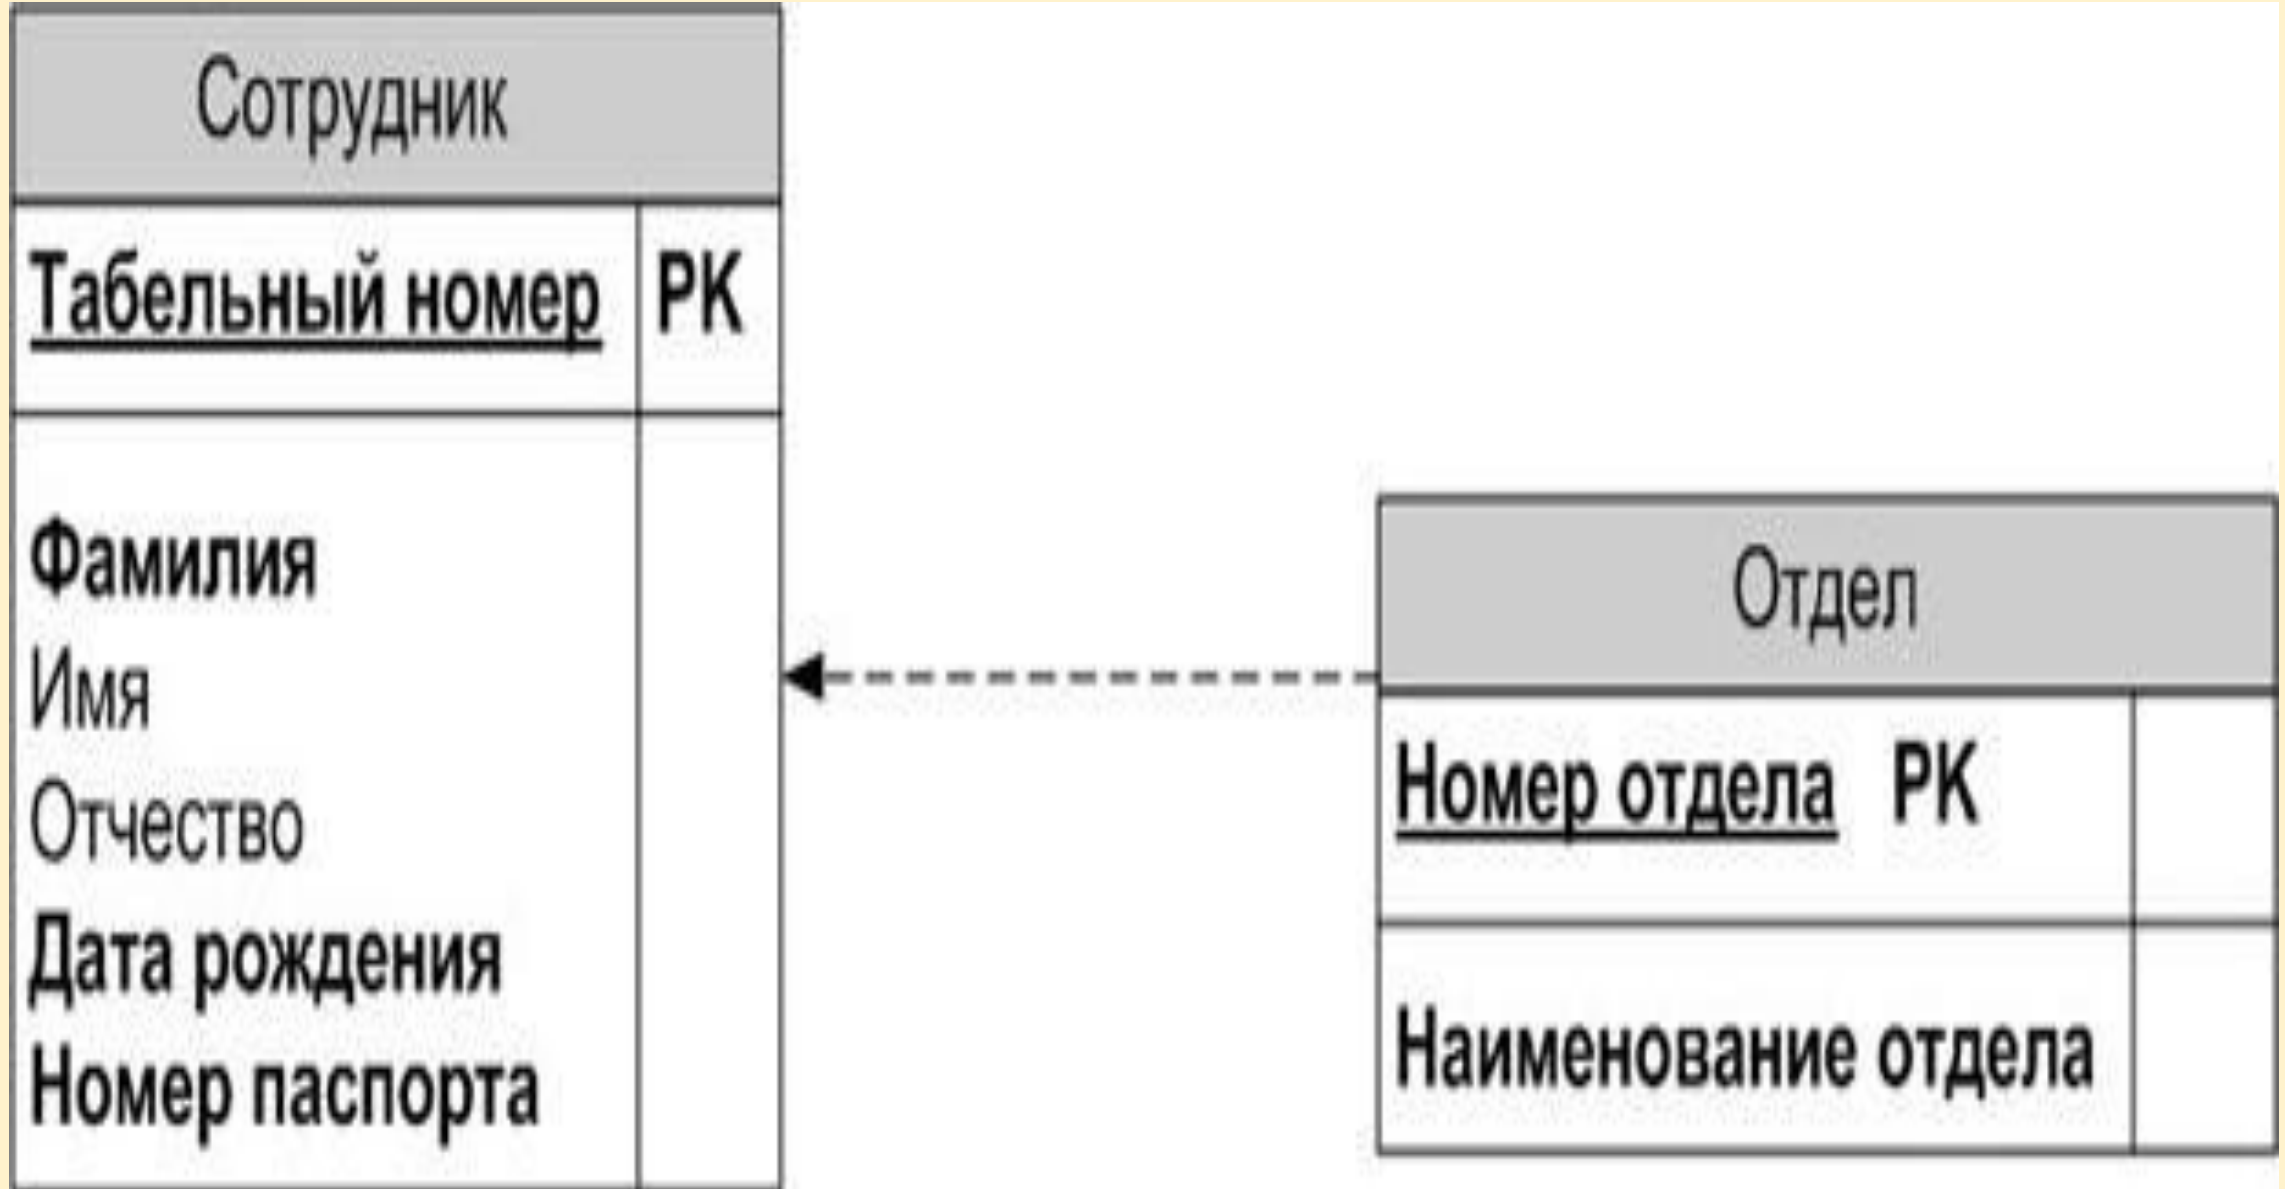 Сотрудник
Табельный номер PK
Фамилия
Имя
Отчество
Дата рождения
Номер паспорта
Отдел
Номер отдела PK
Наименование отдела